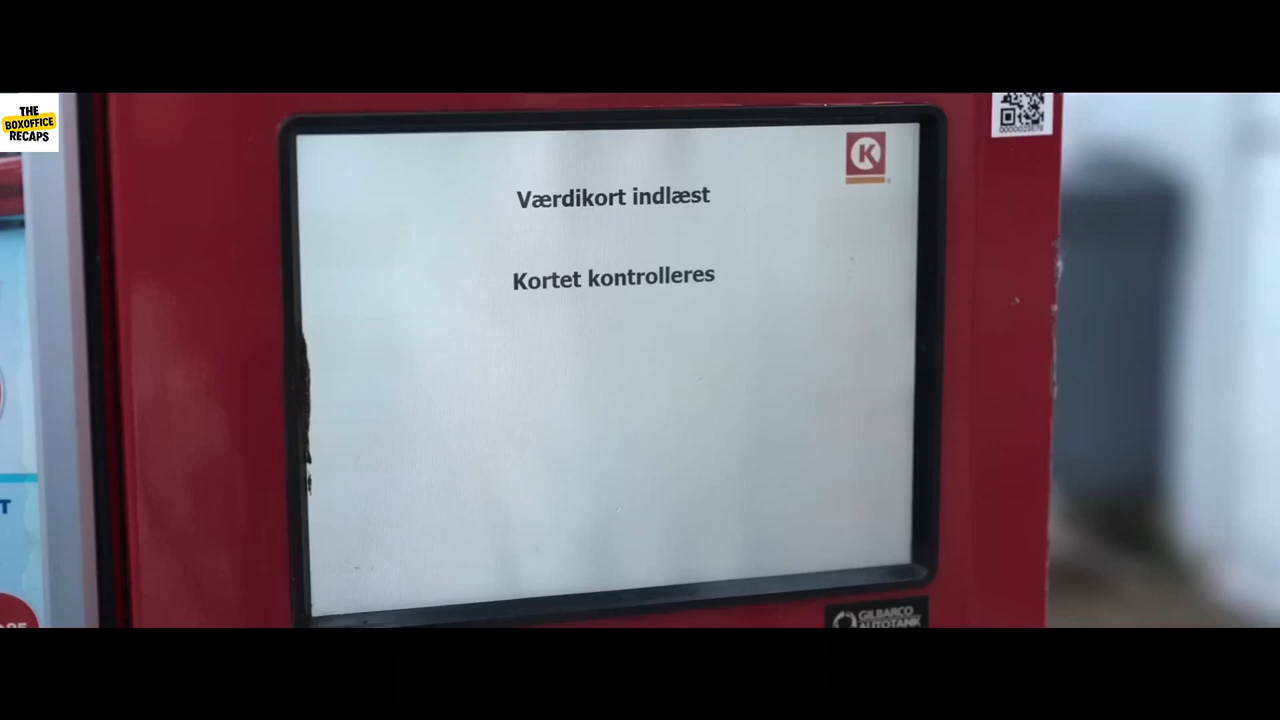 THE
BOXOFFICE
RECAPS
Værdikort indlæst
Kortet kontrolleres
K
GILBARCO
AUTOTANK
T